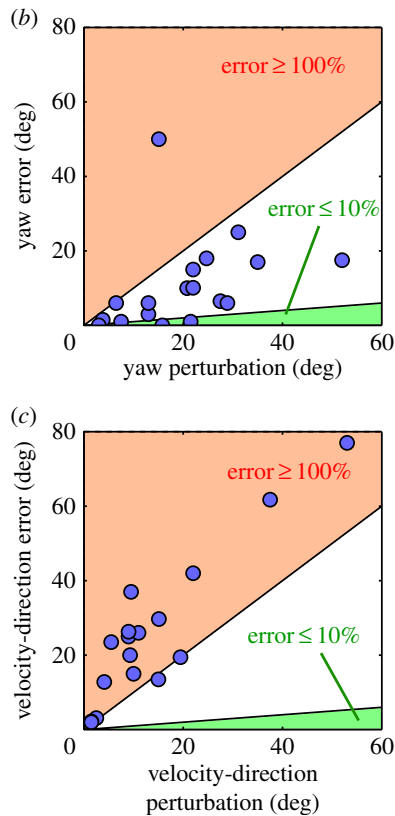 (b)
80
60
40
20
0
20
40
60
yaw error (deg)
yaw perturbation (deg)
error ≥ 100%
error ≤ 10%
(c)
80
60
40
20
0
20
40
60
velocity-direction error (deg)
velocity-direction
perturbation (deg)
error ≥ 100%
error ≤ 10%